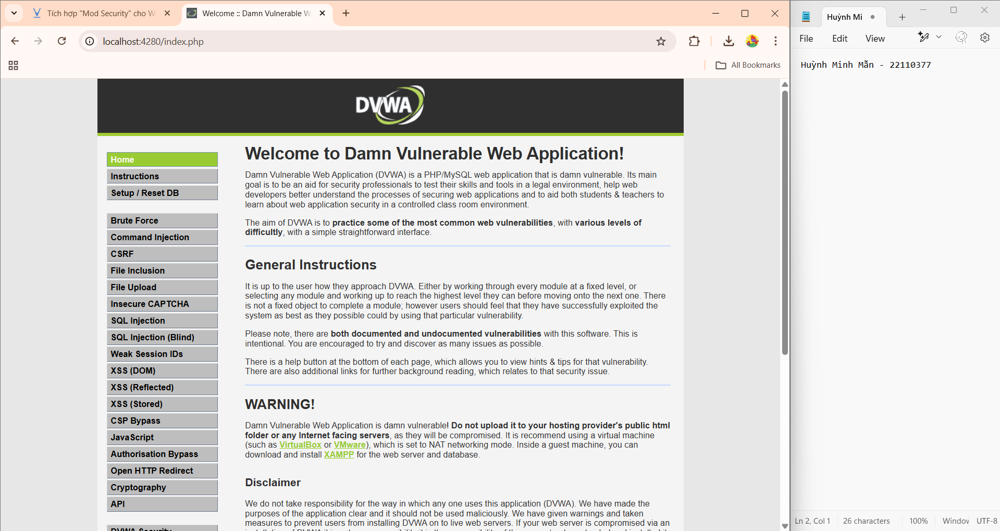 Tích hợp "Mod Security" cho W
Welcome :: Damn Vulnerable W
localhost:4280/index.php
All Bookmarks
DVWA
Home
Instructions
Setup / Reset DB
Brute Force
Command Injection
CSRF
File Inclusion
File Upload
Insecure CAPTCHA
SQL Injection
SQL Injection (Blind)
Weak Session IDs
XSS (DOM)
XSS (Reflected)
XSS (Stored)
CSP Bypass
JavaScript
Authorisation Bypass
Open HTTP Redirect
Cryptography
API
DVWA Security
Welcome to Damn Vulnerable Web Application!
Damn Vulnerable Web Application (DVWA) is a PHP/MySQL web application that is damn vulnerable. Its main
goal is to be an aid for security professionals to test their skills and tools in a legal environment, help web
developers better understand the processes of securing web applications and to aid both students & teachers to
learn about web application security in a controlled class room environment.
The aim of DVWA is to practice some of the most common web vulnerabilities, with various levels of
difficultly, with a simple straightforward interface.
General Instructions
It is up to the user how they approach DVWA. Either by working through every module at a fixed level, or
selecting any module and working up to reach the highest level they can before moving onto the next one. There
is not a fixed object to complete a module; however users should feel that they have successfully exploited the
system as best as they possible could by using that particular vulnerability.
Please note, there are both documented and undocumented vulnerabilities with this software. This is
intentional. You are encouraged to try and discover as many issues as possible.
There is a help button at the bottom of each page, which allows you to view hints & tips for that vulnerability.
There are also additional links for further background reading, which relates to that security issue.
WARNING!
Damn Vulnerable Web Application is damn vulnerable! Do not upload it to your hosting provider's public html
folder or any Internet facing servers, as they will be compromised. It is recommend using a virtual machine
(such as VirtualBox or VMware), which is set to NAT networking mode. Inside a guest machine, you can
download and install XAMPP for the web server and database.
Disclaimer
We do not take responsibility for the way in which any one uses this application (DVWA). We have made the
purposes of the application clear and it should not be used maliciously. We have given warnings and taken
measures to prevent users from installing DVWA on to live web servers. If your web server is compromised via an
Huỳnh Mi
File Edit View
Huỳnh Minh Mẫn - 22110377
Ln 2, Col 1 26 characters 100% Window UTF-8